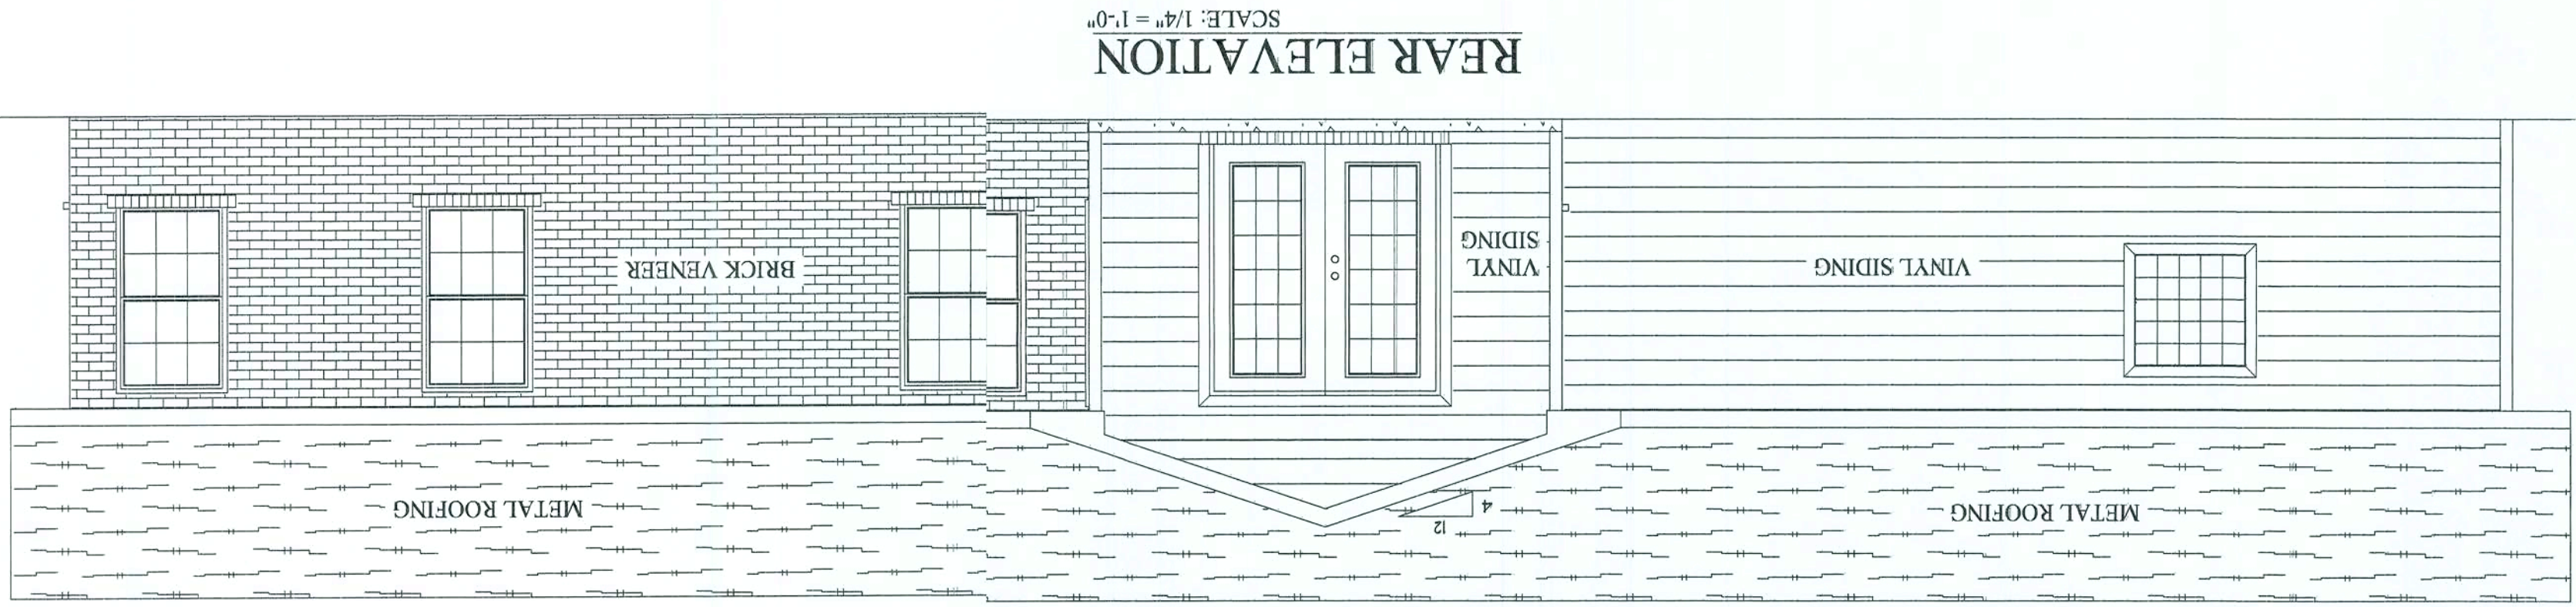 METAL ROOFING
12
4
METAL ROOFING
VINYL SIDING
VINYL
SIDING
BRICK VENEER
REAR ELEVATION
SCALE: 1/4" = 1'-0"